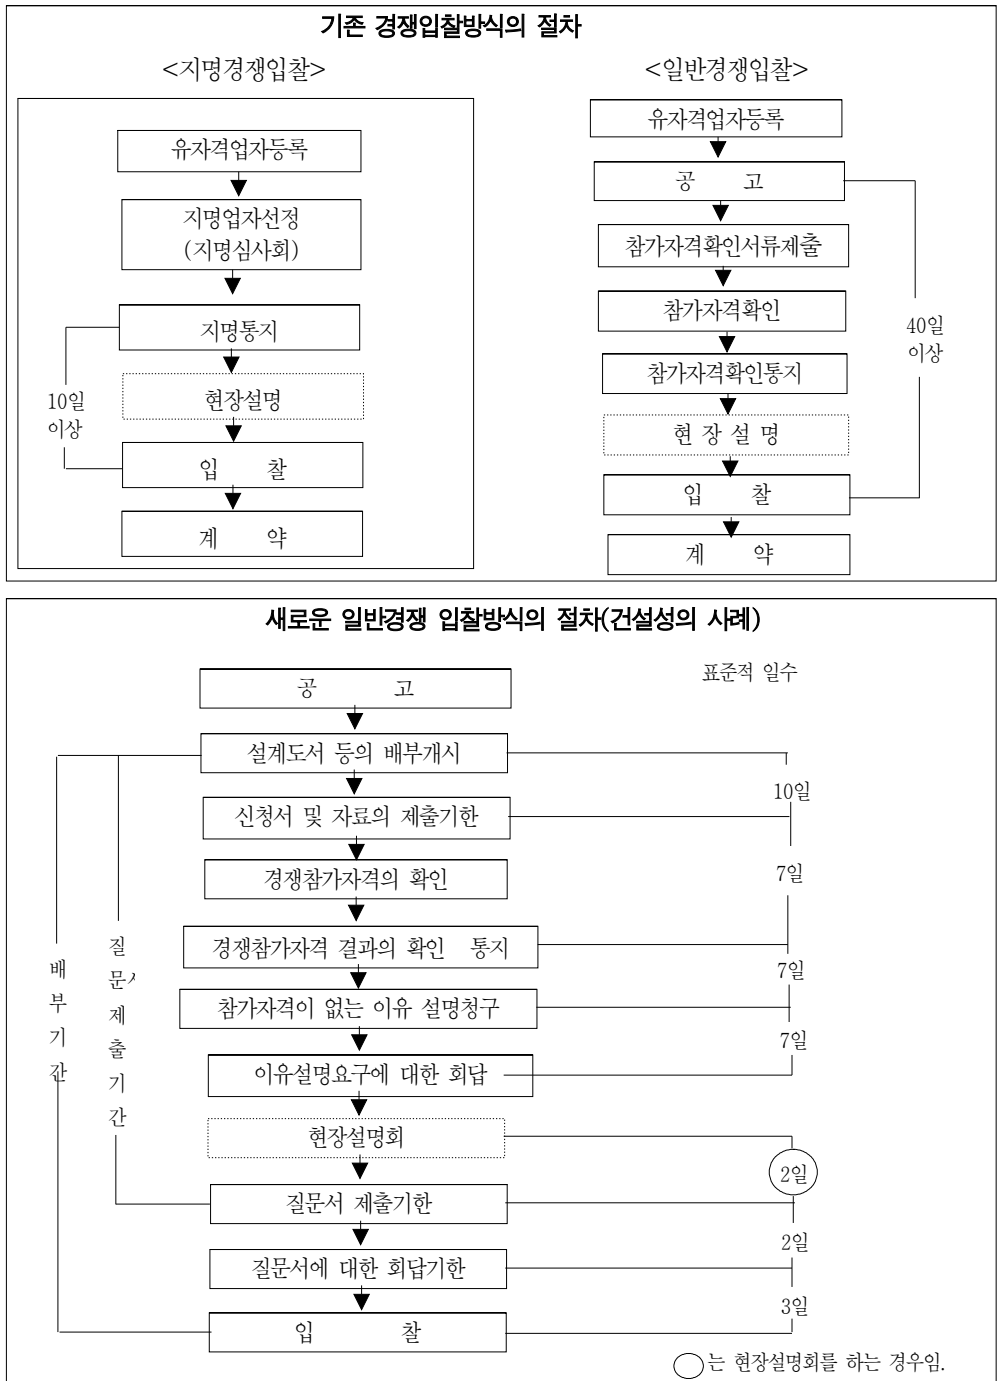 기존 경쟁입찰방식의 절차
<지명경쟁입찰>
유자격업자등록
지명업자선정
(지명심사회)
지명통지
현장설명
10일
이상
입 찰
계 약
<일반경쟁입찰>
유자격업자등록
공 고
참가자격확인서류제출
참가자격확인
참가자격확인통지
현 장 설 명
입 찰
계 약
40일
이상
새로운 일반경쟁 입찰방식의 절차(건설성의 사례)
표준적 일수
공 고
설계도서 등의 배부개시
10일
신청서 및 자료의 제출기한
7일
경쟁참가자격의 확인
경쟁참가자격 결과의 확인 통지
7일
참가자격이 없는 이유 설명청구
7일
이유설명요구에 대한 회답
현장설명회
2일
질문서 제출기한
2일
질문서에 대한 회답기한
3일
입 찰
배
부
기
간
질
문서
제
출
기
간
는 현장설명회를 하는 경우임.